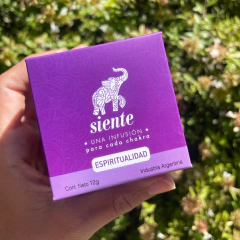 siente
• UNA INFUSIÓN •
para cada chakra
ESPIRITUALIDAD
Cont. Neto 12g
Industria Argentina